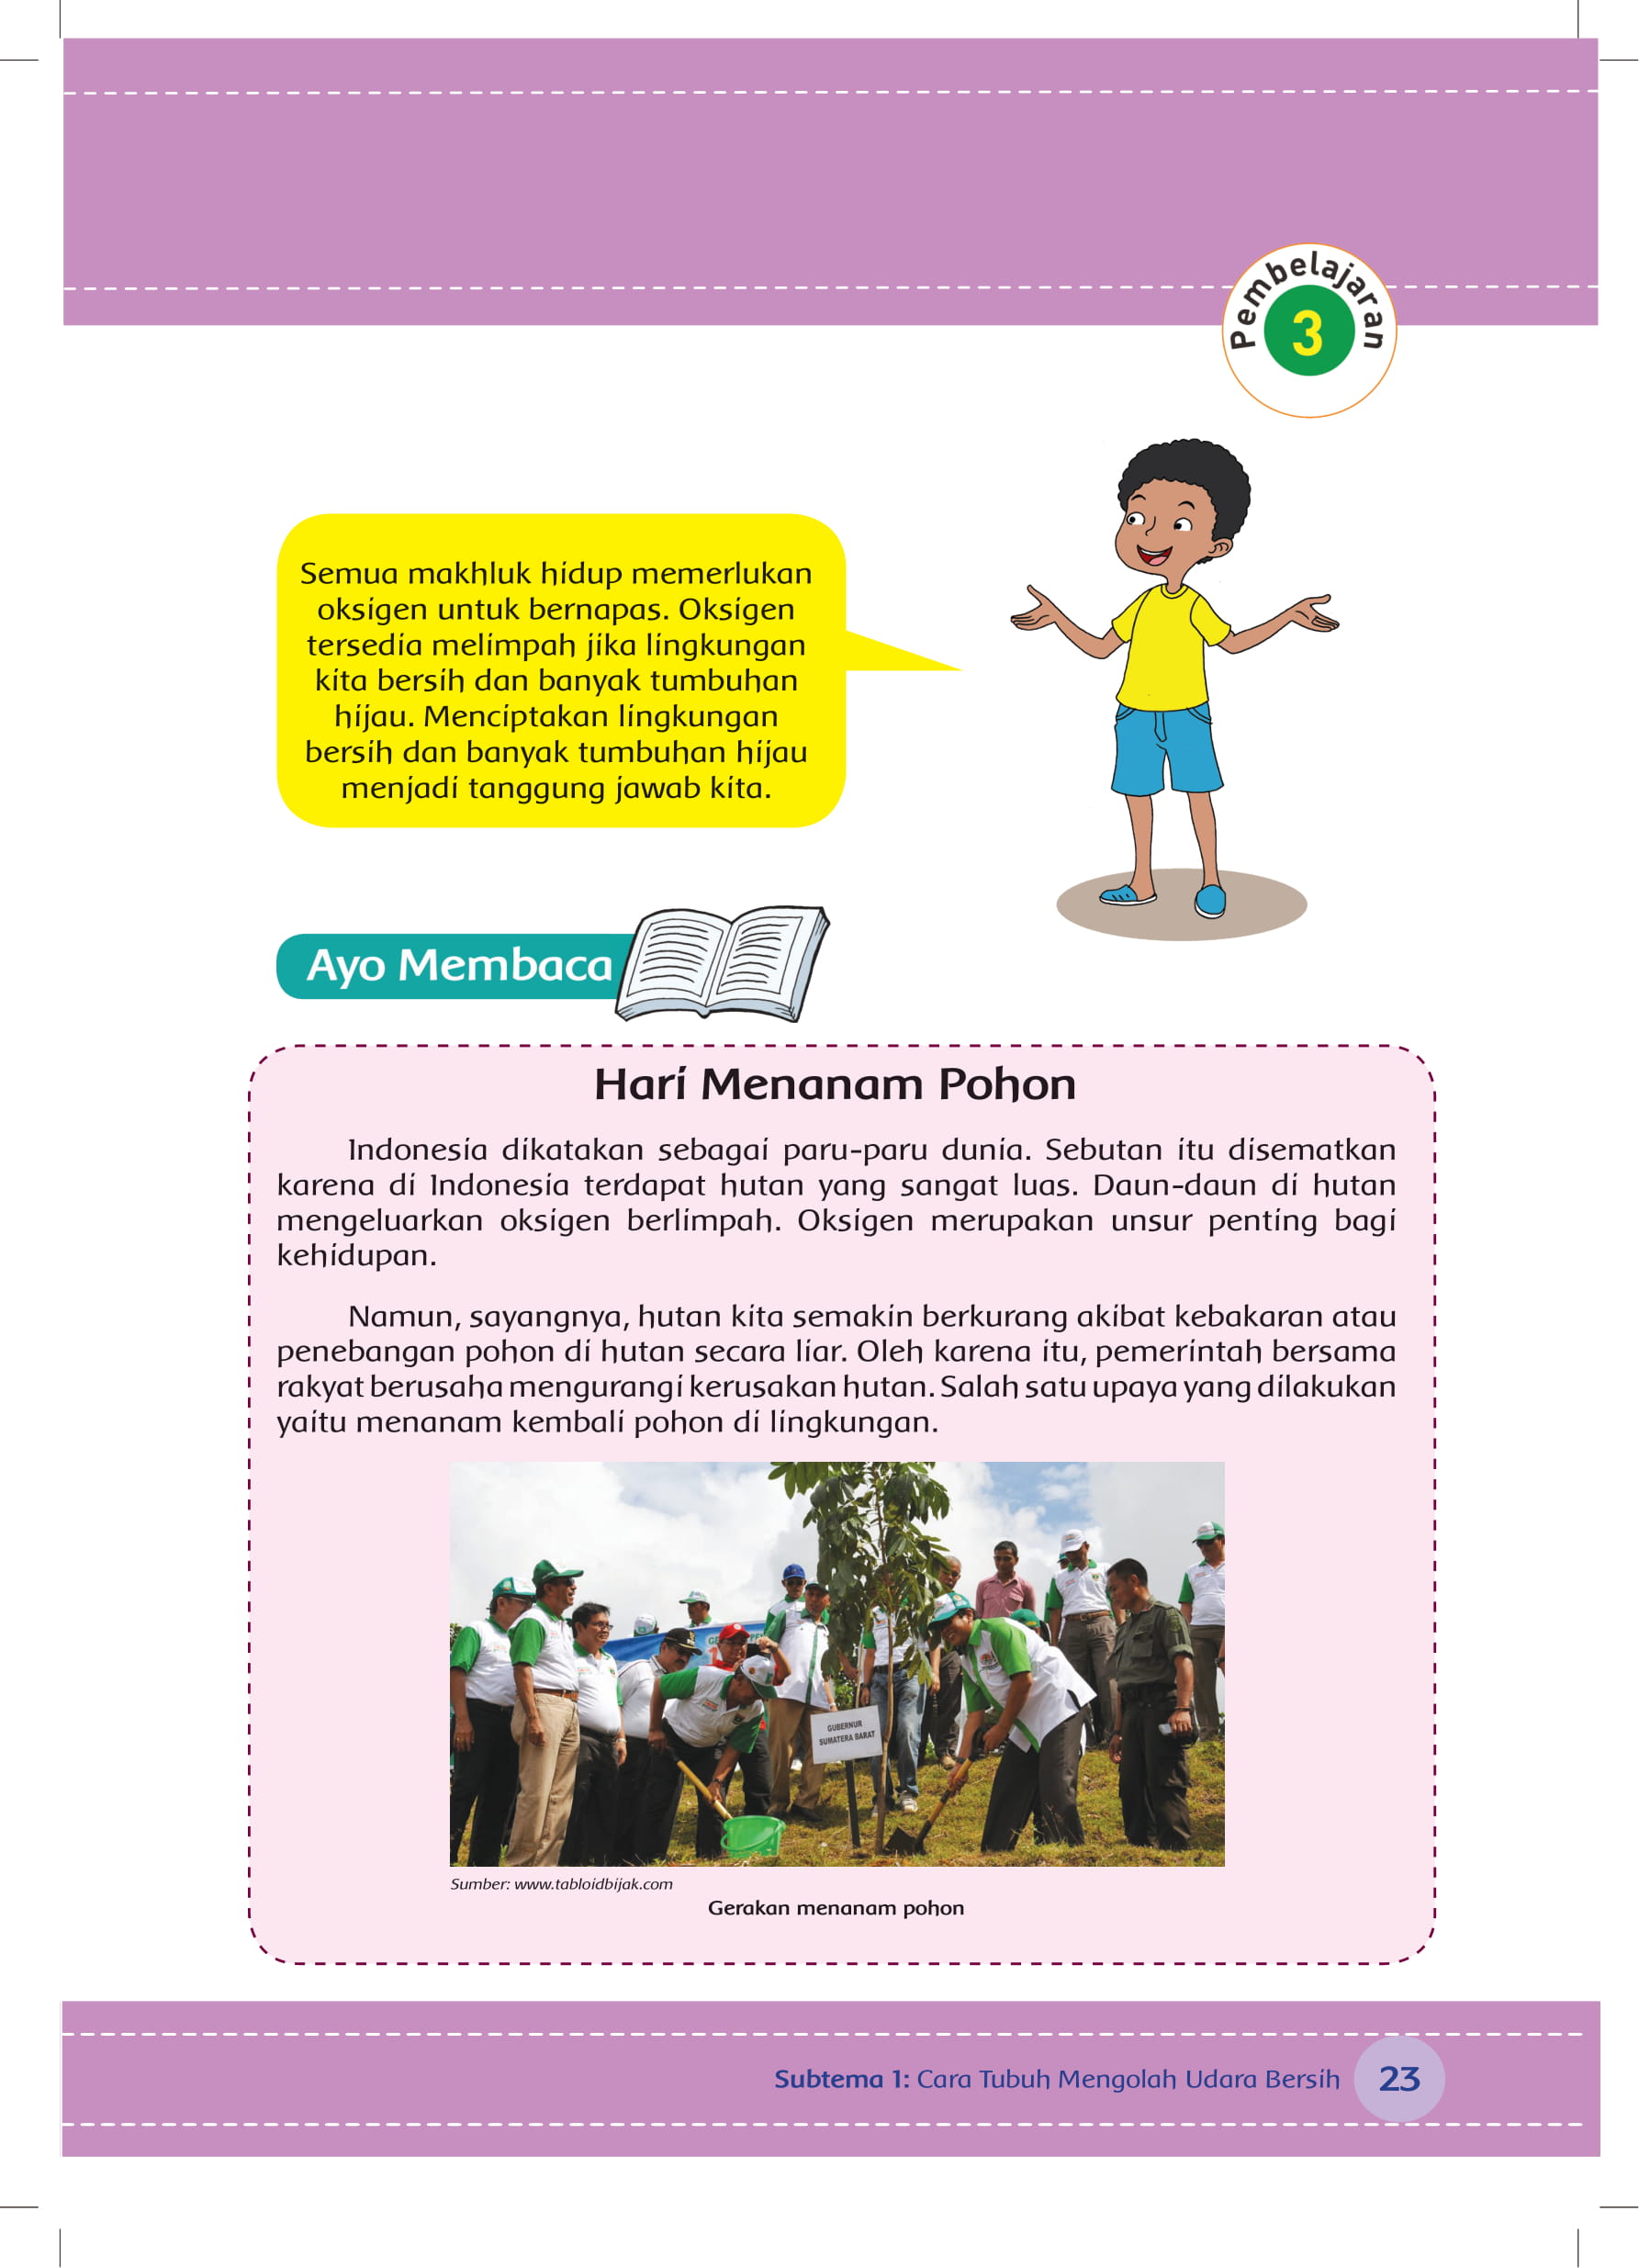 Pembelajaran
3
Semua makhluk hidup memerlukan
oksigen untuk bernapas. Oksigen
tersedia melimpah jika lingkungan
kita bersih dan banyak tumbuhan
hijau. Menciptakan lingkungan
bersih dan banyak tumbuhan hijau
menjadi tanggung jawab kita.
Ayo Membaca
Hari Menanam Pohon
Indonesia dikatakan sebagai paru-paru dunia. Sebutan itu disematkan
karena di Indonesia terdapat hutan yang sangat luas. Daun-daun di hutan
mengeluarkan oksigen berlimpah. Oksigen merupakan unsur penting bagi
kehidupan.
Namun, sayangnya, hutan kita semakin berkurang akibat kebakaran atau
penebangan pohon di hutan secara liar. Oleh karena itu, pemerintah bersama
rakyat berusaha mengurangi kerusakan hutan. Salah satu upaya yang dilakukan
yaitu menanam kembali pohon di lingkungan.
GUBERNUR
SUMATERA BARAT
Sumber: www.tabloidbijak.com
Gerakan menanam pohon
Subtema 1: Cara Tubuh Mengolah Udara Bersih
23